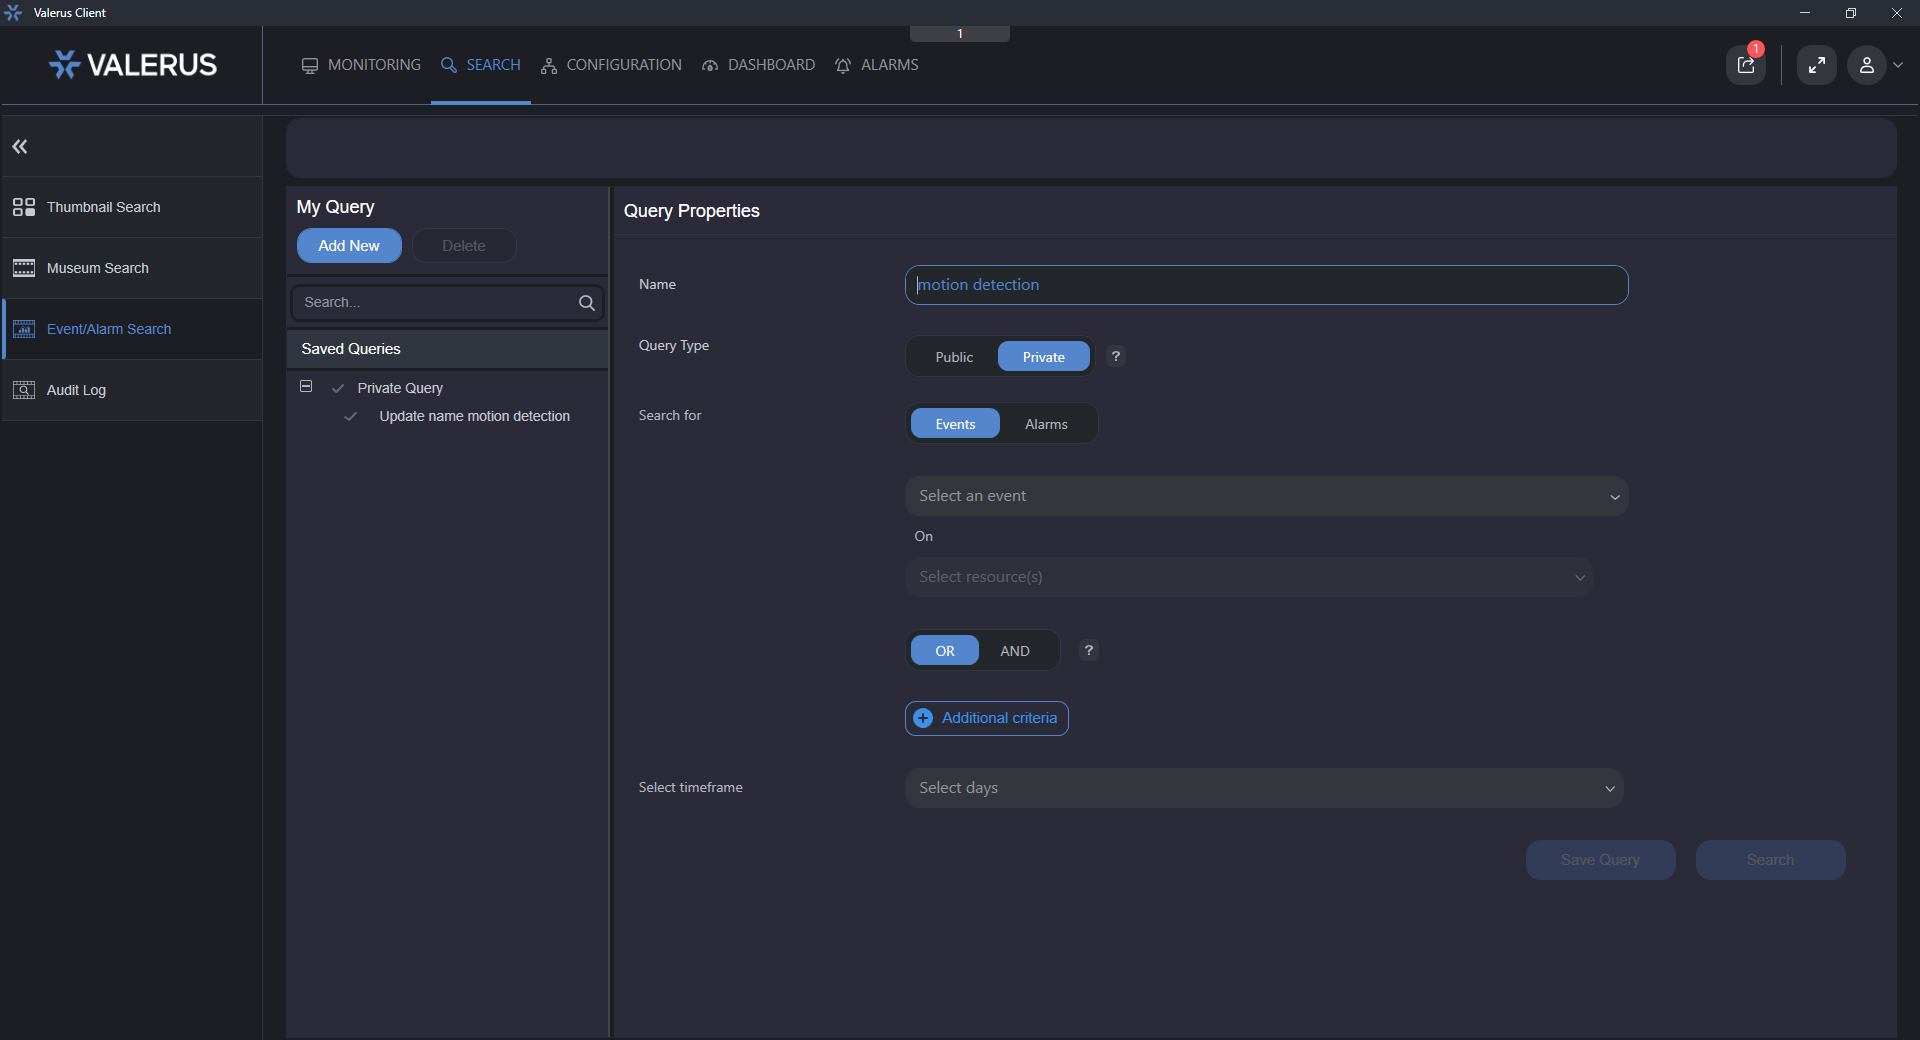 Valerus Client
1
VALERUS
MONITORING
SEARCH
CONFIGURATION
DASHBOARD
ALARMS
1
Thumbnail Search
Museum Search
Event/Alarm Search
Audit Log
My Query
Add New
Delete
Search...
Saved Queries
Private Query
Update name motion detection
Query Properties
Name
motion detection
Query Type
Public
Private
?
Search for
Events
Alarms
Select an event
On
Select resource(s)
OR
AND
?
Additional criteria
Select timeframe
Select days
Save Query
Search